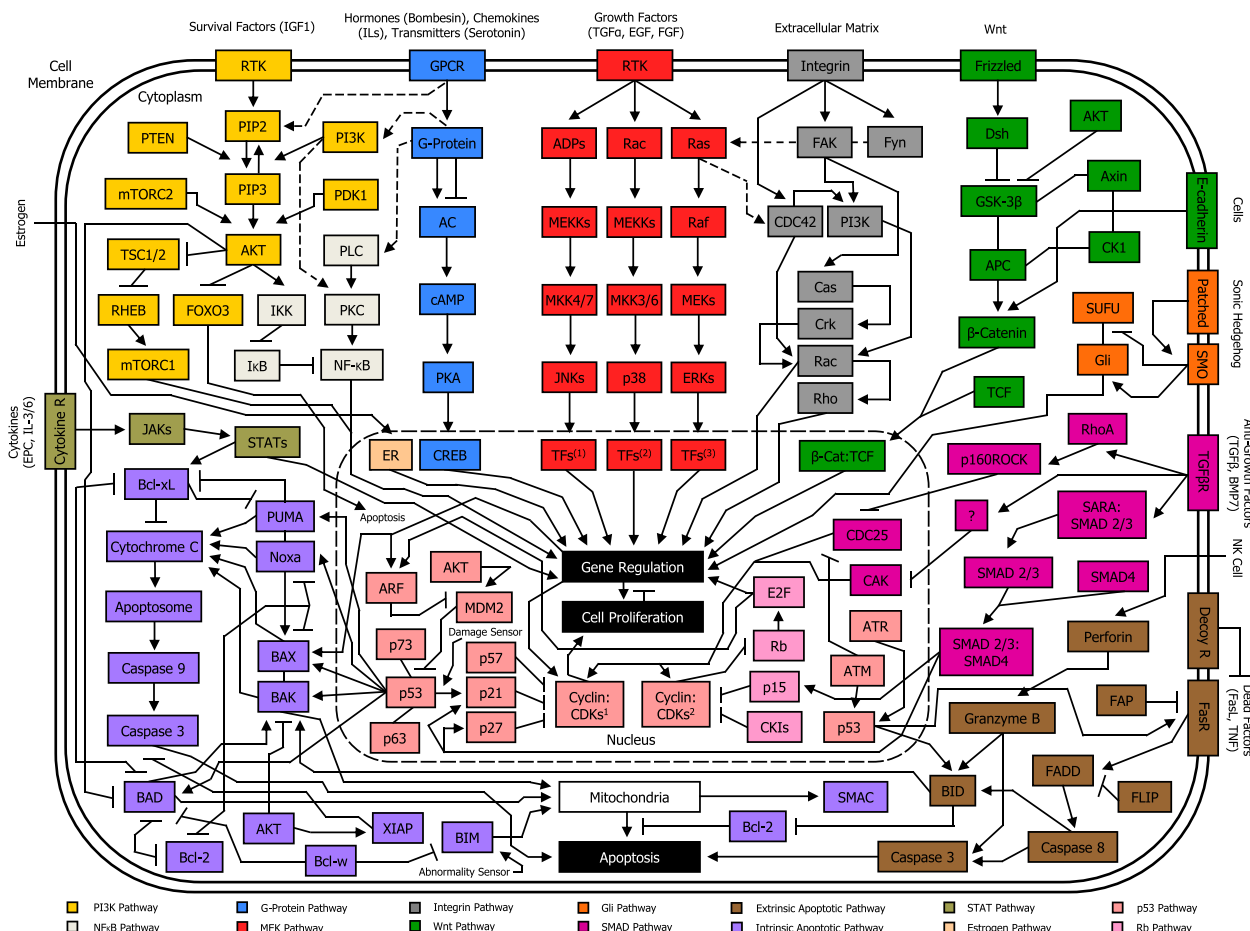 Survival Factors (IGF1)
Hormones (Bombesin), Chemokines
(ILs), Transmitters (Serotonin)
Growth Factors
(TGFα, EGF, FGF)
Extracellular Matrix
Wnt
Cell
Membrane
RTK
GPCR
RTK
Integrin
Frizzled
Cytoplasm
PTEN
PIP2
PI3K
G-Protein
ADPs
Rac
Ras
FAK
Fyn
Dsh
AKT
mTORC2
PIP3
PDK1
MEKKs
MEKKs
Raf
CDC42
PI3K
GSK-3β
Axin
E-cadherin
Cells
Estrogen
TSC1/2
AKT
PLC
AC
APC
CK1
RHEB
FOXO3
IKK
PKC
cAMP
MKK4/7
MKK3/6
MEKs
Cas
Crk
β-Catenin
SUFU
Patched
Sonic Hedgehog
mTORC1
IκB
NF-κB
PKA
JNKs
p38
ERKs
Rac
Rho
TCF
Gli
SMO
Cytokines
(EPC, IL-3/6)
Cytokine R
JAKs
STATs
ER
CREB
TFs(1)
TFs(2)
TFs(3)
β-Cat:TCF
p160ROCK
RhoA
TGFβR
Anti-Growth Factors
(TGFβ, BMP7)
Bcl-xL
PUMA
Apoptosis
Cytochrome C
Noxa
Gene Regulation
CDC25
?
SARA:
SMAD 2/3
NK Cell
ARF
AKT
MDM2
Cell Proliferation
CAK
E2F
SMAD 2/3
SMAD4
Apoptosome
Damage Sensor
Caspase 9
BAX
p73
p57
Rb
ATR
ATM
SMAD 2/3:
SMAD4
Perforin
Decoy R
BAK
p53
p21
Cyclin:
CDKs1
Cyclin:
CDKs2
p15
Caspase 3
p63
p27
CKIs
p53
Nucleus
Granzyme B
FAP
FasR
Dead Factors
(FasL, TNF)
BAD
Mitochondria
SMAC
BID
FADD
FLIP
AKT
XIAP
BIM
Bcl-2
Bcl-2
Bcl-w
Abnormality Sensor
Apoptosis
Caspase 3
Caspase 8
PI3K Pathway
G-Protein Pathway
Integrin Pathway
Gli Pathway
Extrinsic Apoptotic Pathway
STAT Pathway
p53 Pathway
NFκB Pathway
MEK Pathway
Wnt Pathway
SMAD Pathway
Intrinsic Apoptotic Pathway
Estrogen Pathway
Rb Pathway